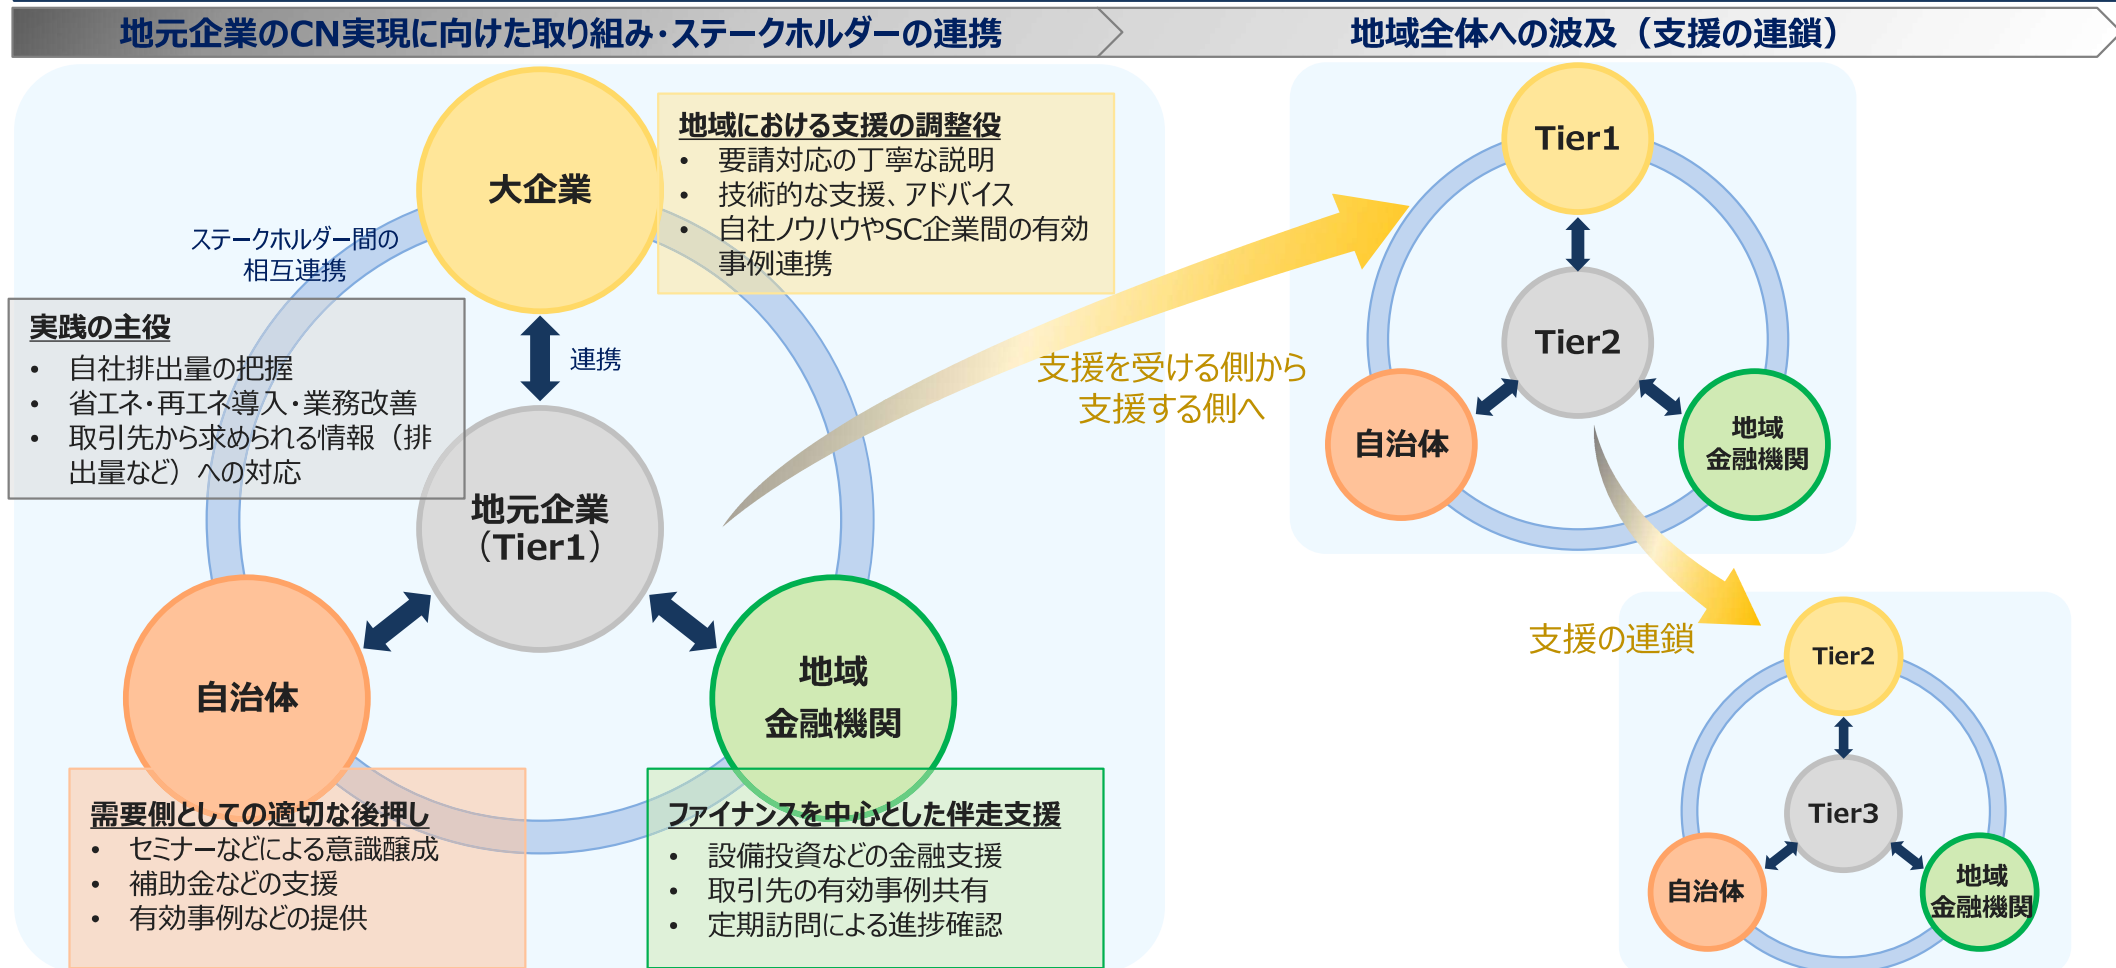 地元企業のCN実現に向けた取り組み・ステークホルダーの連携
地域全体への波及（支援の連鎖）
大企業
地域における支援の調整役
• 要請対応の丁寧な説明
• 技術的な支援、アドバイス
• 自社ノウハウやSC企業間の有効
事例連携
ステークホルダー間の
相互連携
実践の主役
• 自社排出量の把握
• 省エネ・再エネ導入・業務改善
• 取引先から求められる情報（排
出量など）への対応
連携
地元企業
（Tier1）
自治体
地域
金融機関
需要側としての適切な後押し
• セミナーなどによる意識醸成
• 補助金などの支援
• 有効事例などの提供
ファイナンスを中心とした伴走支援
• 設備投資などの金融支援
• 取引先の有効事例共有
• 定期訪問による進捗確認
支援を受ける側から
支援する側へ
Tier1
Tier2
自治体
地域
金融機関
支援の連鎖
Tier2
Tier3
自治体
地域
金融機関